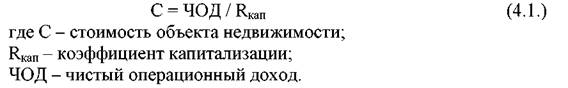 С = ЧОД / Rкап (4.1.)
где С – стоимость объекта недвижимости;
Rкап – коэффициент капитализации;
ЧОД – чистый операционный доход.